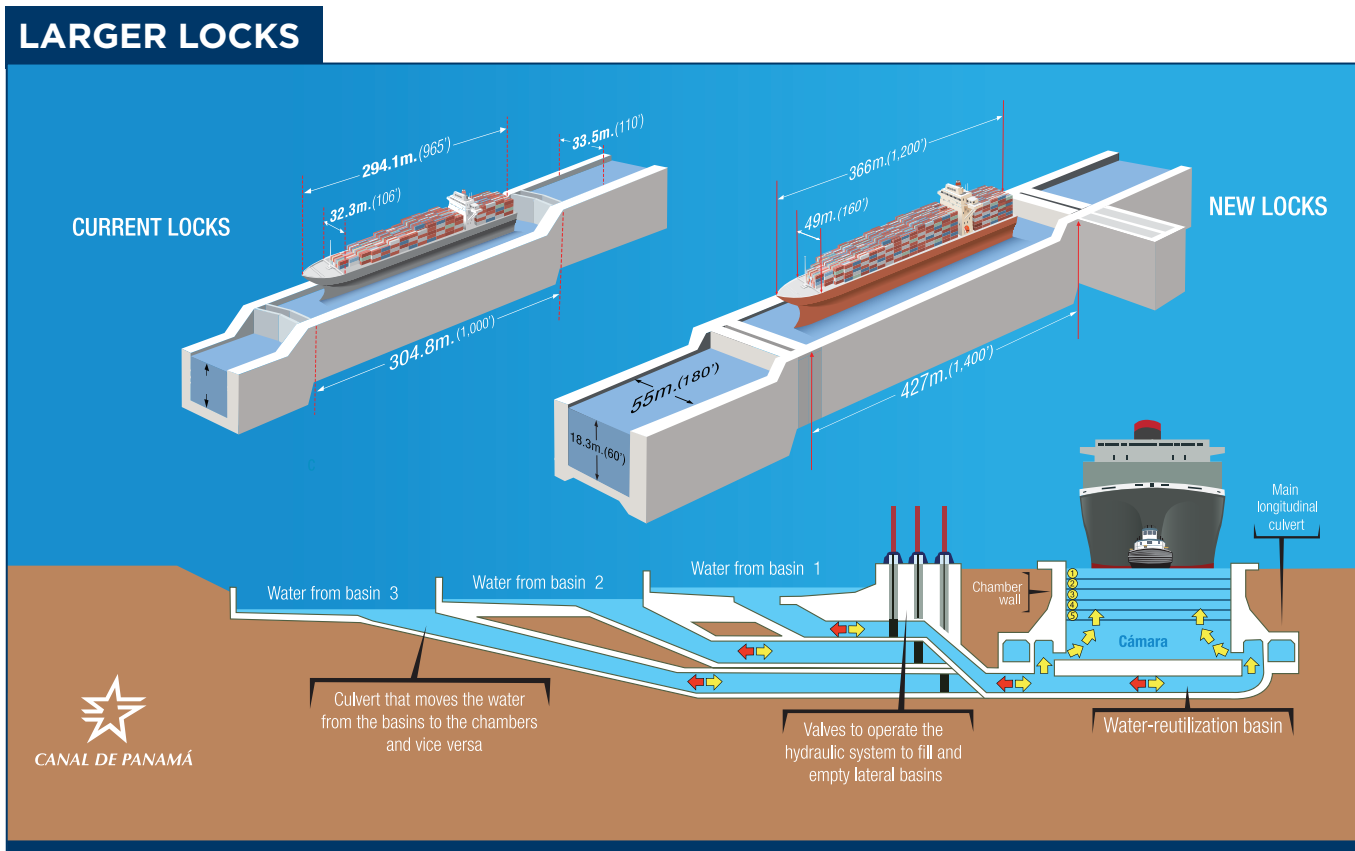 LARGER LOCKS
CURRENT LOCKS
294.1m.(965')
33.5m.(110')
32.3m.(106')
304.8m.(1,000')
366m.(1,200')
49m.(160')
NEW LOCKS
427m.(1,400')
55m.(180')
18.3m.(60')
Main
longitudinal
culvert
Water from basin 3
Water from basin 2
Water from basin 1
Chamber
wall
1
2
3
4
5
Cámara
Culvert that moves the water
from the basins to the chambers
and vice versa
Valves to operate the
hydraulic system to fill and
empty lateral basins
Water-reutilization basin
CANAL DE PANAMÁ